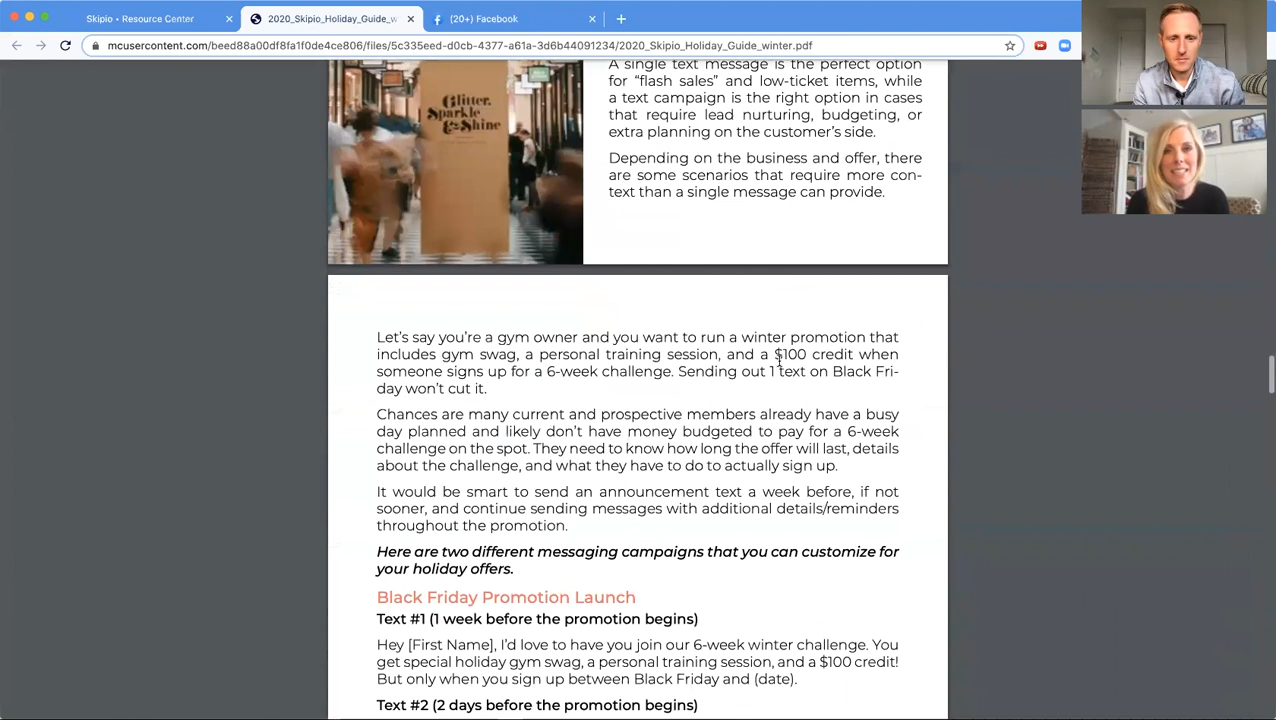 Skipio • Resource Center
2020_Skipio_Holiday_Guide_w
(20+) Facebook
mcusercontent.com/beed88a00df8fa1f0de4ce806/files/5c335eed-d0cb-4377-a61a-3d6b44091234/2020_Skipio_Holiday_Guide_winter.pdf
Glitter,
Sparkle
& Shine
A single text message is the perfect option
for “flash sales” and low-ticket items, while
a text campaign is the right option in cases
that require lead nurturing, budgeting, or
extra planning on the customer’s side.
Depending on the business and offer, there
are some scenarios that require more con-
text than a single message can provide.
Let’s say you’re a gym owner and you want to run a winter promotion that
includes gym swag, a personal training session, and a $100 credit when
someone signs up for a 6-week challenge. Sending out 1 text on Black Fri-
day won’t cut it.
Chances are many current and prospective members already have a busy
day planned and likely don’t have money budgeted to pay for a 6-week
challenge on the spot. They need to know how long the offer will last, details
about the challenge, and what they have to do to actually sign up.
It would be smart to send an announcement text a week before, if not
sooner, and continue sending messages with additional details/reminders
throughout the promotion.
Here are two different messaging campaigns that you can customize for
your holiday offers.
Black Friday Promotion Launch
Text #1 (1 week before the promotion begins)
Hey [First Name], I’d love to have you join our 6-week winter challenge. You
get special holiday gym swag, a personal training session, and a $100 credit!
But only when you sign up between Black Friday and (date).
Text #2 (2 days before the promotion begins)